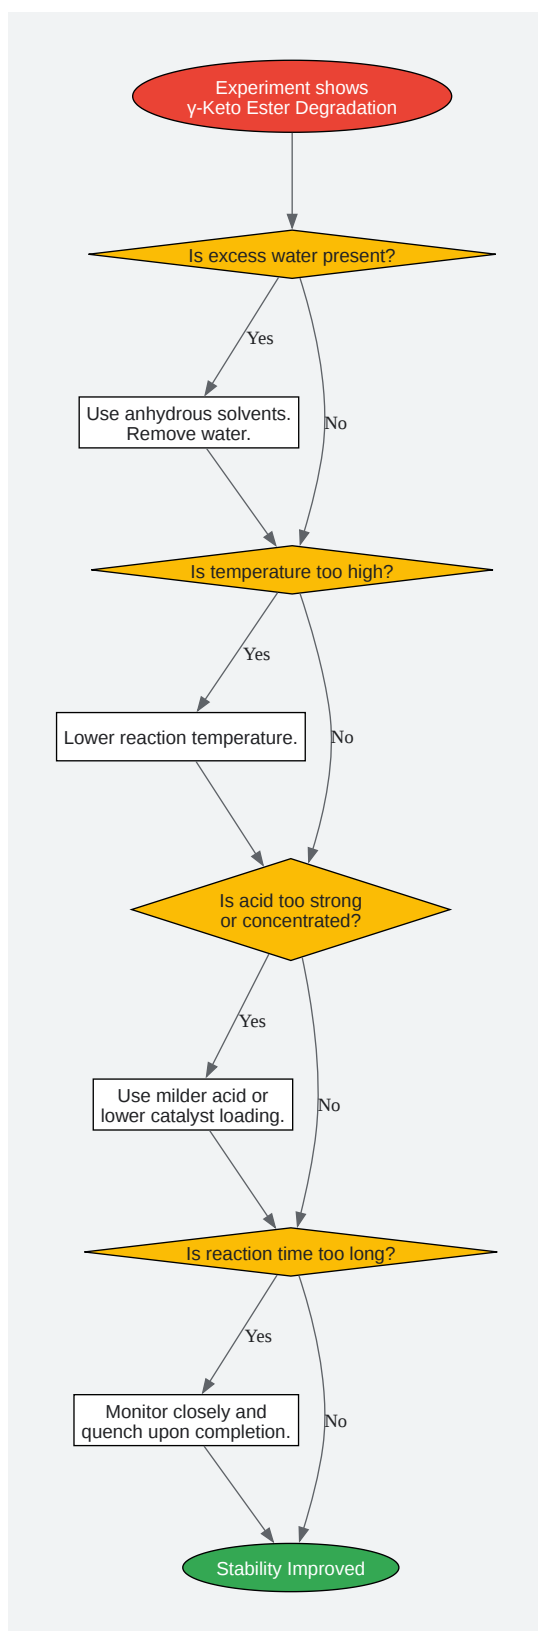 Experiment shows
γ-Keto Ester Degradation
Is excess water present?
Yes
Use anhydrous solvents.
Remove water.
No
Is temperature too high?
Yes
Lower reaction temperature.
No
Is acid too strong
or concentrated?
Yes
Use milder acid or
lower catalyst loading.
No
Is reaction time too long?
Yes
Monitor closely and
quench upon completion.
No
Stability Improved